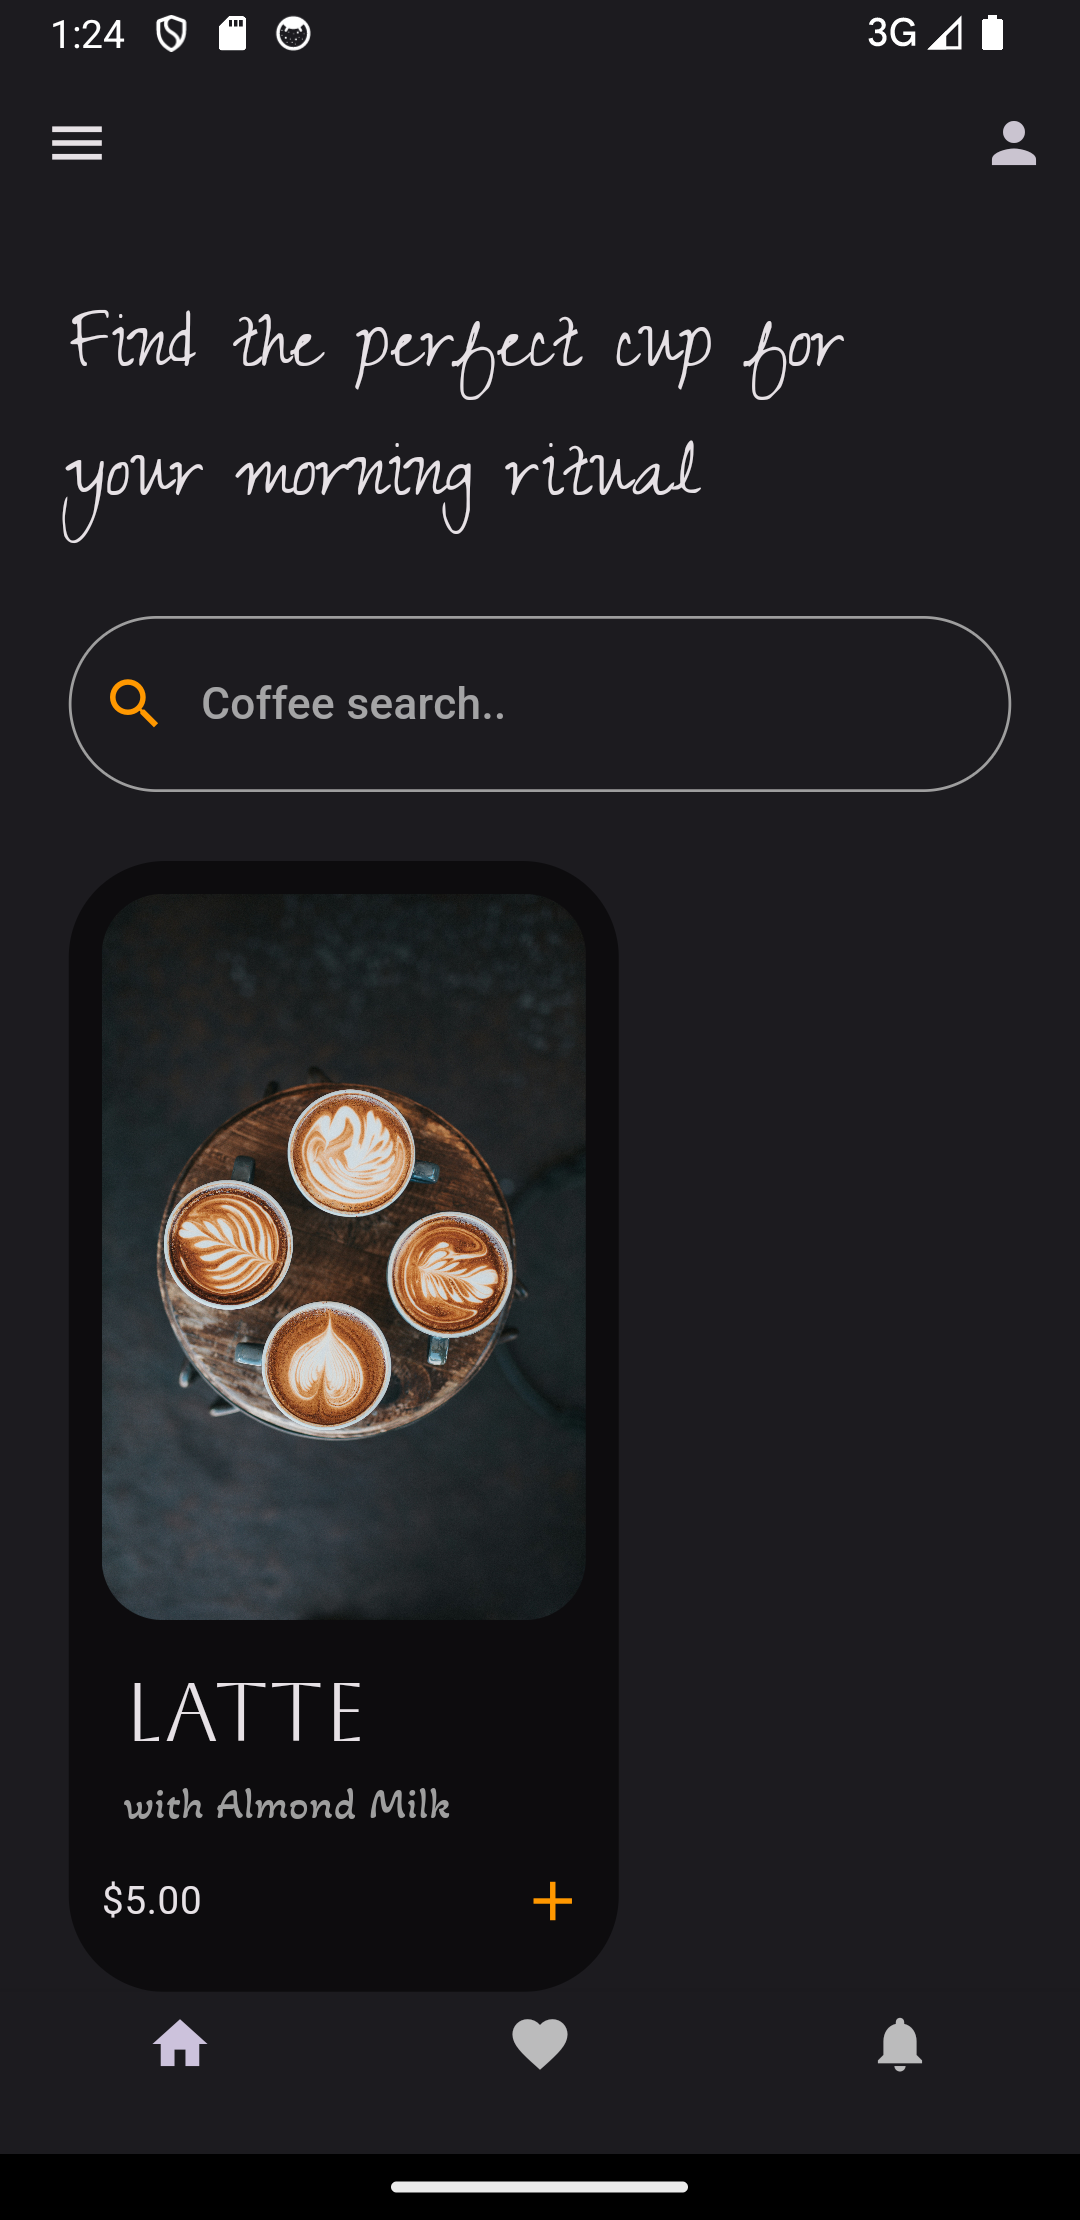 1:24
3G
Find the perfect cup for
your morning ritual
Coffee search..
LATTE
with Almond Milk
$5.00